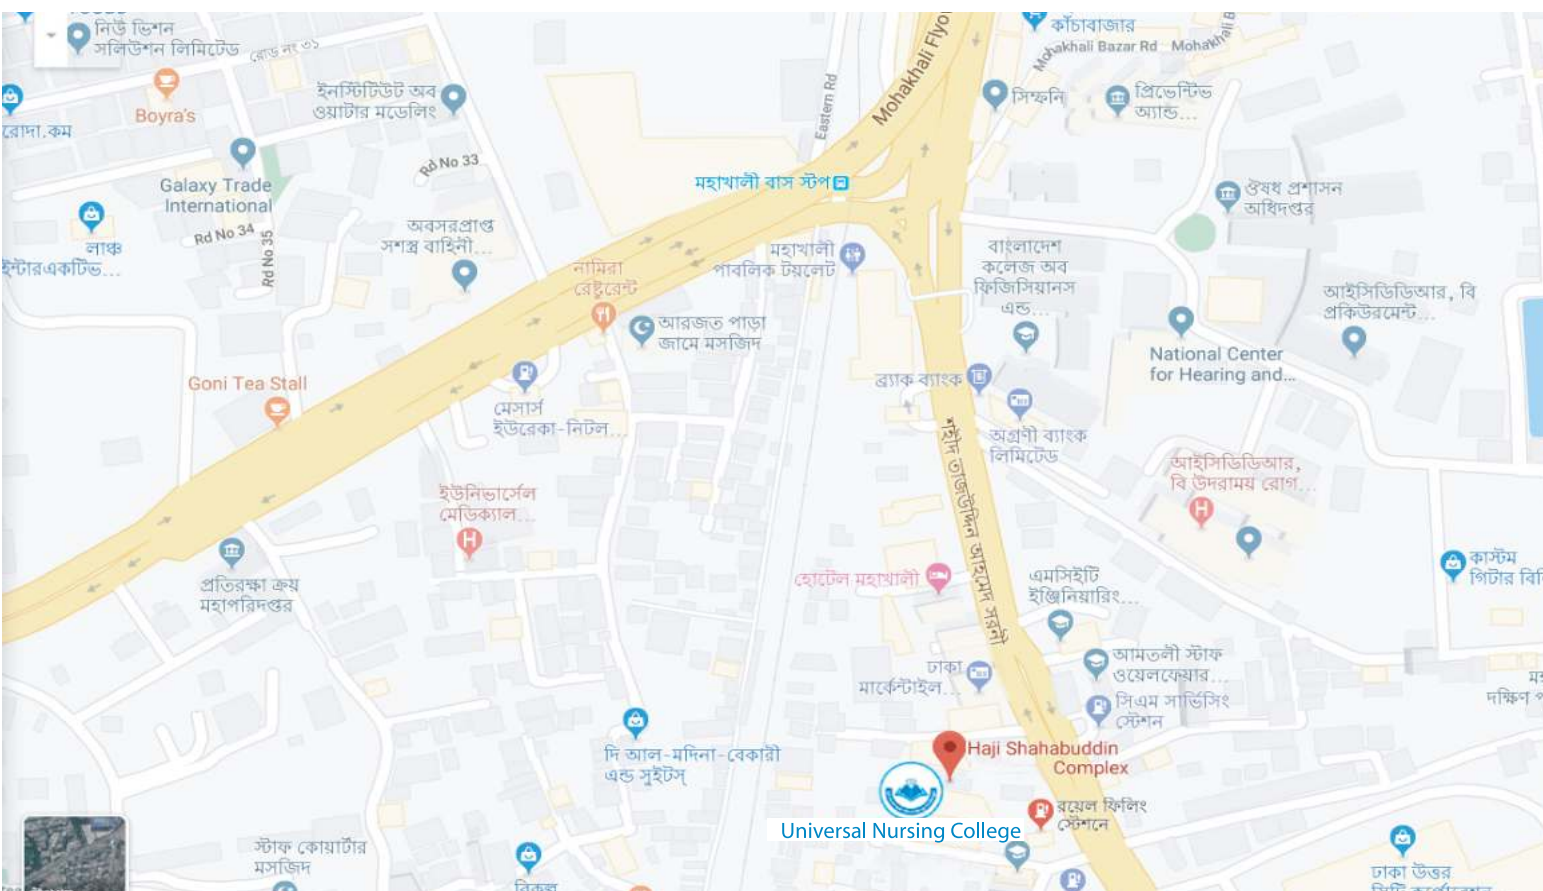 নিউ ভিশন
সলিউশন লিমিটেড
রোড নং ৩১
Boyra's
ইনস্টিটিউট অব
ওয়াটার মডেলিং
Eastern Rd
Mohakhali Flyo
কাঁচাবাজার
Mohakhali Bazar Rd
সিম্ফনি
প্রিভেন্টিভ
অ্যান্ড...
রোদা.কম
Galaxy Trade
International
Rd No 33
মহাখালী বাস স্টপ
ঔষধ প্রশাসন
অধিদপ্তর
লাঞ্চ
ইন্টারএকটিভ...
Rd No 34
Rd No 35
অবসরপ্রাপ্ত
সশস্ত্র বাহিনী...
নামিরা
রেষ্টুরেন্ট
মহাখালী
পাবলিক টয়লেট
বাংলাদেশ
কলেজ অব
ফিজিসিয়ানস
এন্ড...
আইসিডিডিআর, বি
প্রকিউরমেন্ট...
আরজত পাড়া
জামে মসজিদ
National Center
for Hearing and...
Goni Tea Stall
মেসার্স
ইউরেকা-নিটল...
ব্র্যাক ব্যাংক
অগ্রণী ব্যাংক
লিমিটেড
শহীদ তাজউদ্দিন আহমেদ সরণী
আইসিডিডিআর,
বি উদরাময় রোগ...
ইউনিভার্সেল
মেডিক্যাল...
প্রতিরক্ষা ক্রয়
মহাপরিদপ্তর
হোটেল মহাখালী
এমসিইটি
ইঞ্জিনিয়ারিং...
কাস্টম
গিটার বি
ঢাকা
মার্কেন্টাইল...
আমতলী স্টাফ
ওয়েলফেয়ার...
সিএম সার্ভিসিং
স্টেশন
দক্ষিণ প
দি আল-মদিনা-বেকারী
এন্ড সুইটস্
Haji Shahabuddin
Complex
রয়েল ফিলিং
স্টেশনে
Universal Nursing College
স্টাফ কোয়ার্টার
মসজিদ
বিকল্প
ঢাকা উত্তর